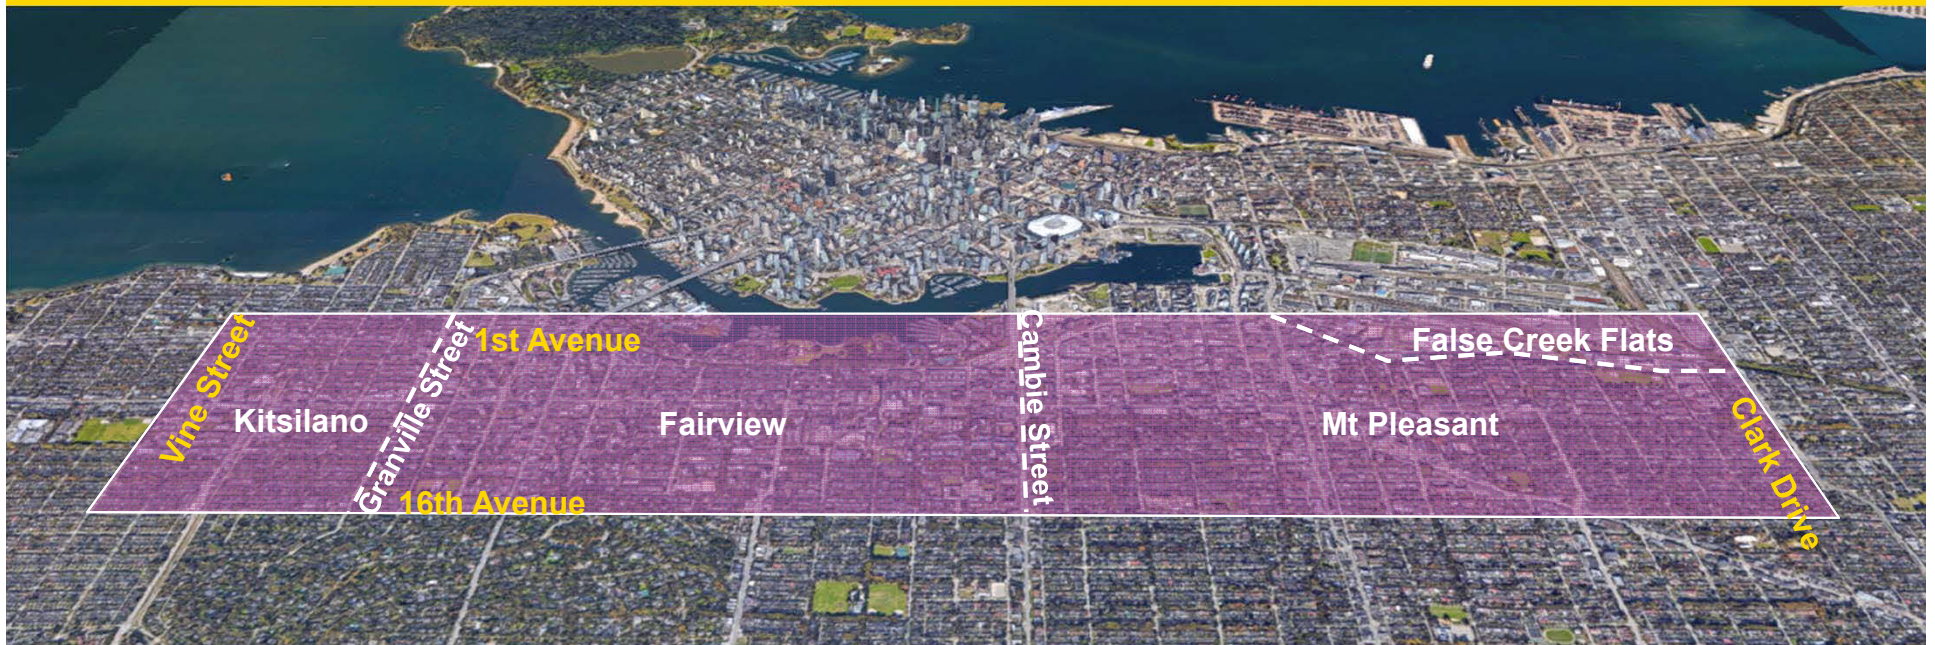 1st Avenue
False Creek Flats
Vine Street
Kitsilano
Granville Street
Fairview
Cambie Street
Mt Pleasant
Clark Drive
16th Avenue